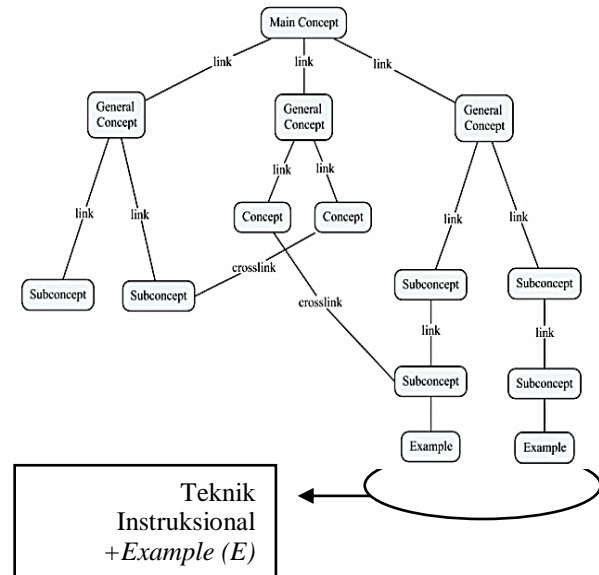 Main Concept
link
link
link
General
Concept
General
Concept
General
Concept
link
link
link
link
link
link
Concept
Concept
crosslink
Subconcept
Subconcept
Subconcept
Subconcept
crosslink
link
link
Subconcept
Subconcept
Example
Example
Teknik
Instruksional
+Example (E)